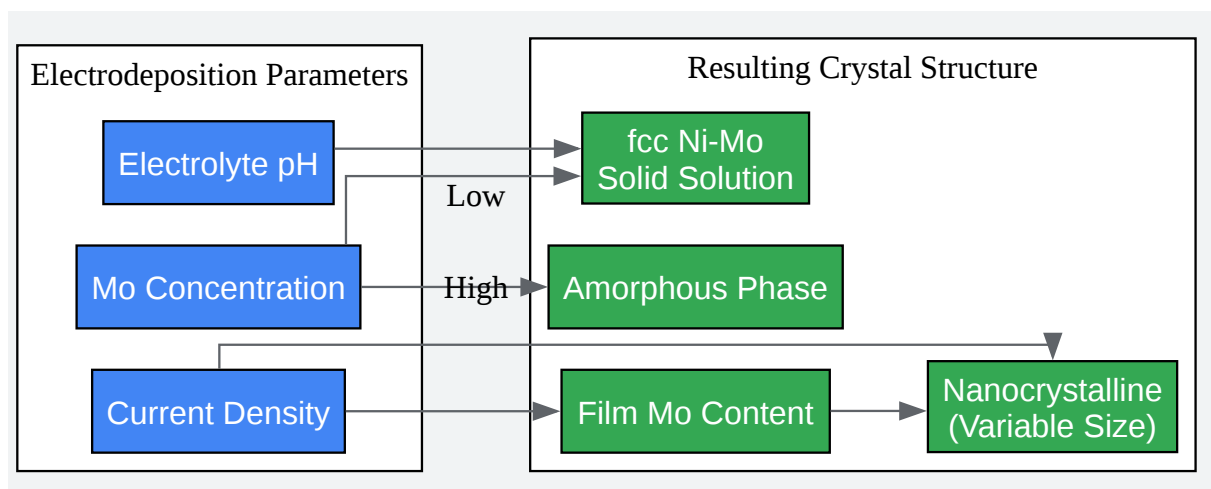 Electrodeposition Parameters
Electrolyte pH
Mo Concentration
Current Density
Low
High
Resulting Crystal Structure
fcc Ni-Mo
Solid Solution
Amorphous Phase
Film Mo Content
Nanocrystalline
(Variable Size)